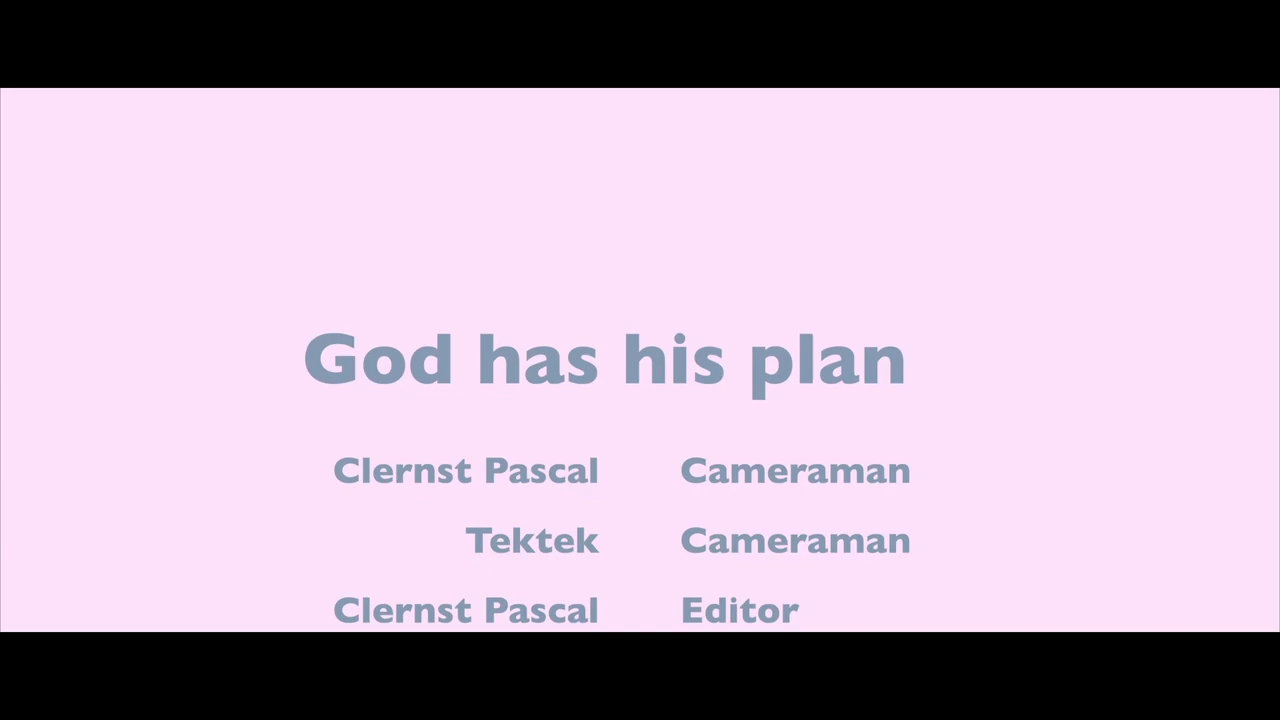 God has his plan
Clernst Pascal Cameraman
Tektek Cameraman
Clernst Pascal Editor